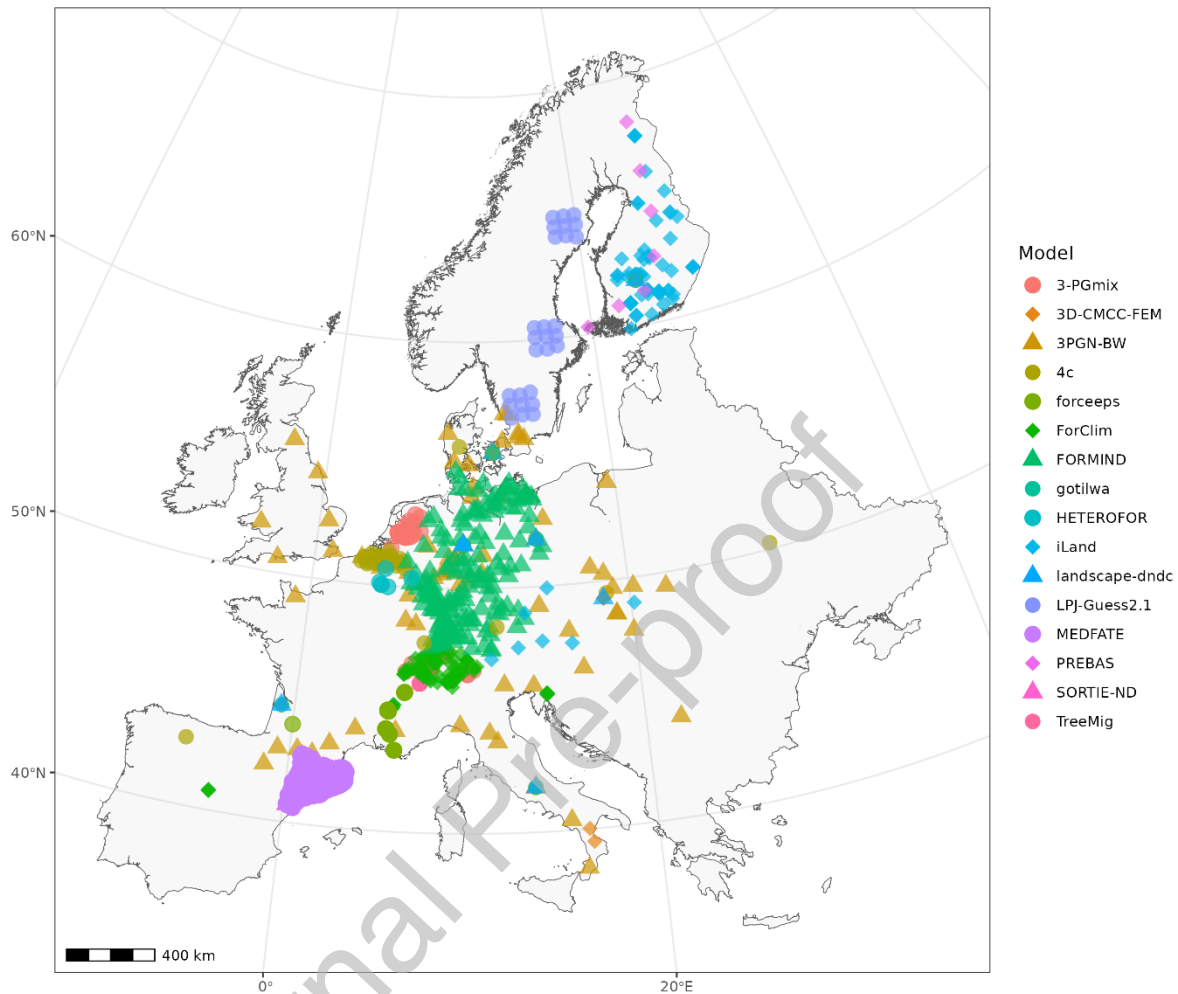 60°N
50°N
40°N
0°
20°E
400 km
Model
3-PGmix
3D-CMCC-FEM
3PGN-BW
4c
forceeps
ForClim
FORMIND
gotilwa
HETEROFOR
iLand
landscape-dndc
LPJ-Guess2.1
MEDFATE
PREBAS
SORTIE-ND
TreeMig
nal Pre-proof